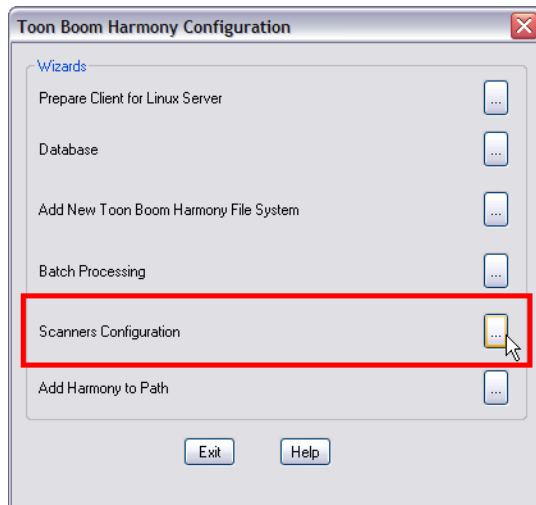 Toon Boom Harmony Configuration
Wizards
Prepare Client for Linux Server ...
Database ...
Add New Toon Boom Harmony File System ...
Batch Processing ...
Scanners Configuration ...
Add Harmony to Path ...
Exit Help